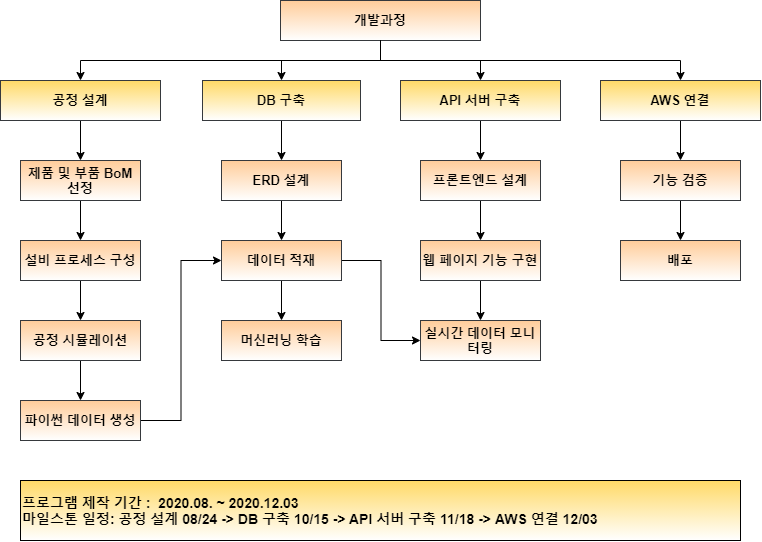 개발과정
공정 설계
DB 구축
API 서버 구축
AWS 연결
제품 및 부품 BoM
선정
ERD 설계
프론트엔드 설계
기능 검증
설비 프로세스 구성
데이터 적재
웹 페이지 기능 구현
배포
공정 시뮬레이션
머신러닝 학습
실시간 데이터 모니
터링
파이썬 데이터 생성
프로그램 제작 기간 : 2020.08. ~ 2020.12.03
마일스톤 일정: 공정 설계 08/24 -> DB 구축 10/15 -> API 서버 구축 11/18 -> AWS 연결 12/03